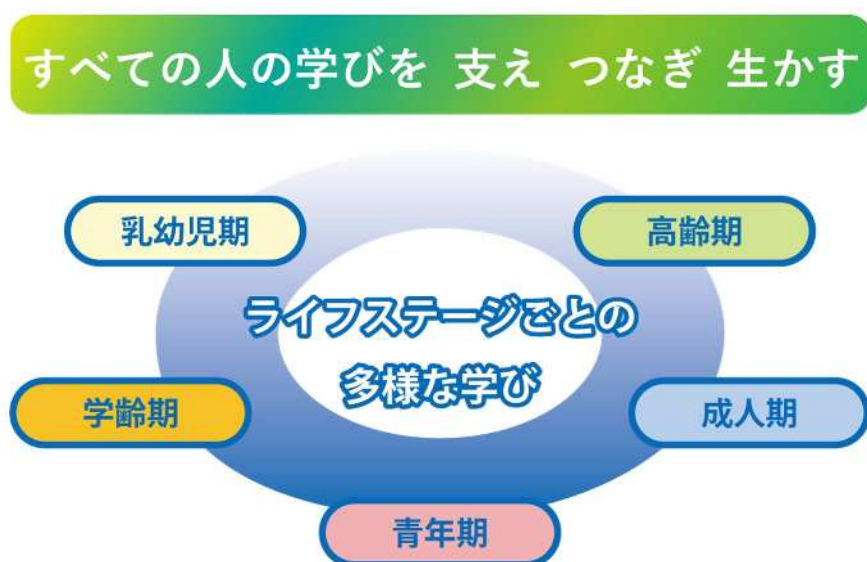 すべての人の学びを 支え つなぎ 生かす
乳幼児期
高齢期
ライフステージごとの
多様な学び
学齢期
成人期
青年期